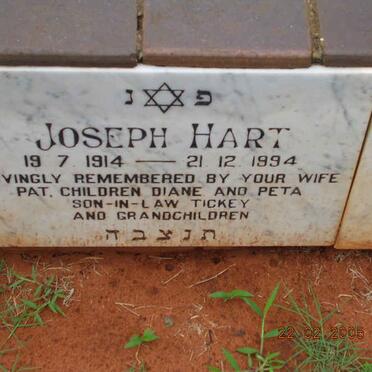 פ ✡ נ
JOSEPH HART
19 7 1914 — 21 12 1994
VINGLY REMEMBERED BY YOUR WIFE
PAT, CHILDREN DIANE AND PETA
SON-IN-LAW TICKEY
AND GRANDCHILDREN
תנצבה
22.02.2005